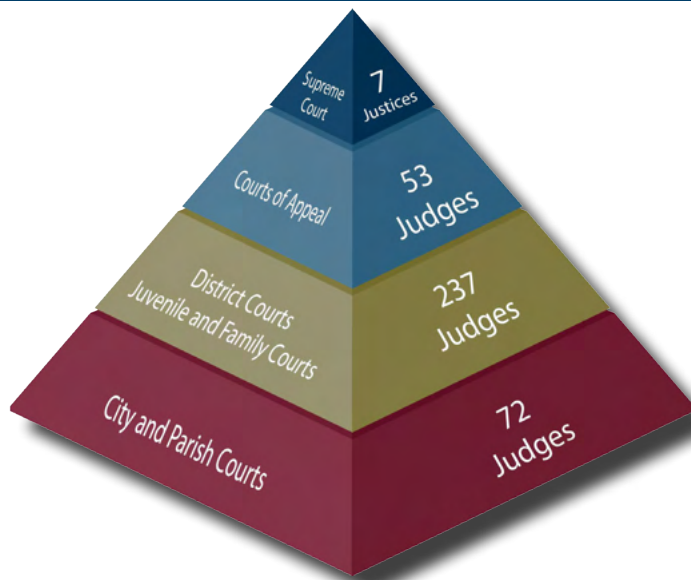 Supreme
Court
7
Justices
Courts of Appeal
53
Judges
District Courts
Juvenile and Family Courts
237
Judges
City and Parish Courts
72
Judges